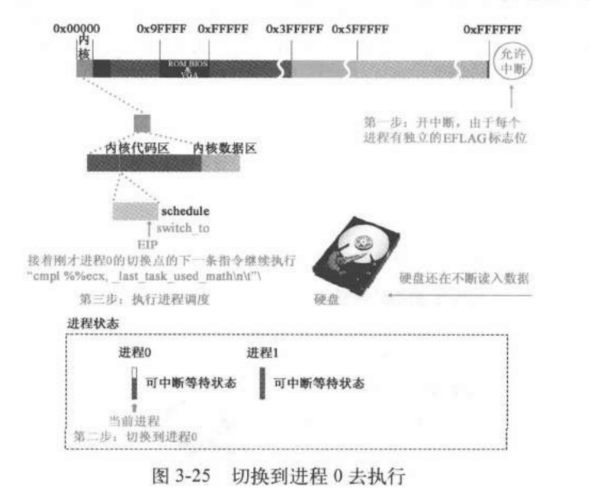 0x00000 0x9FFFF 0xFFFFF 0x3FFFFF 0x5FFFFF 0xFFFFFF
内核
ROM BIOS
VGA
允许
中断
第一步：开中断，由于每个
进程有独立的EFLAG标志位
内核代码区 内核数据区
schedule
switch_to
EIP
接着刚才进程0的切换点的下一条指令继续执行
“cmpl %%ecx, _last_task_used_math\n\t”\
第三步：执行进程调度
硬盘
硬盘还在不断读入数据
进程状态
进程0 进程1
可中断等待状态 可中断等待状态
当前进程
第二步：切换到进程0
图 3-25 切换到进程 0 去执行